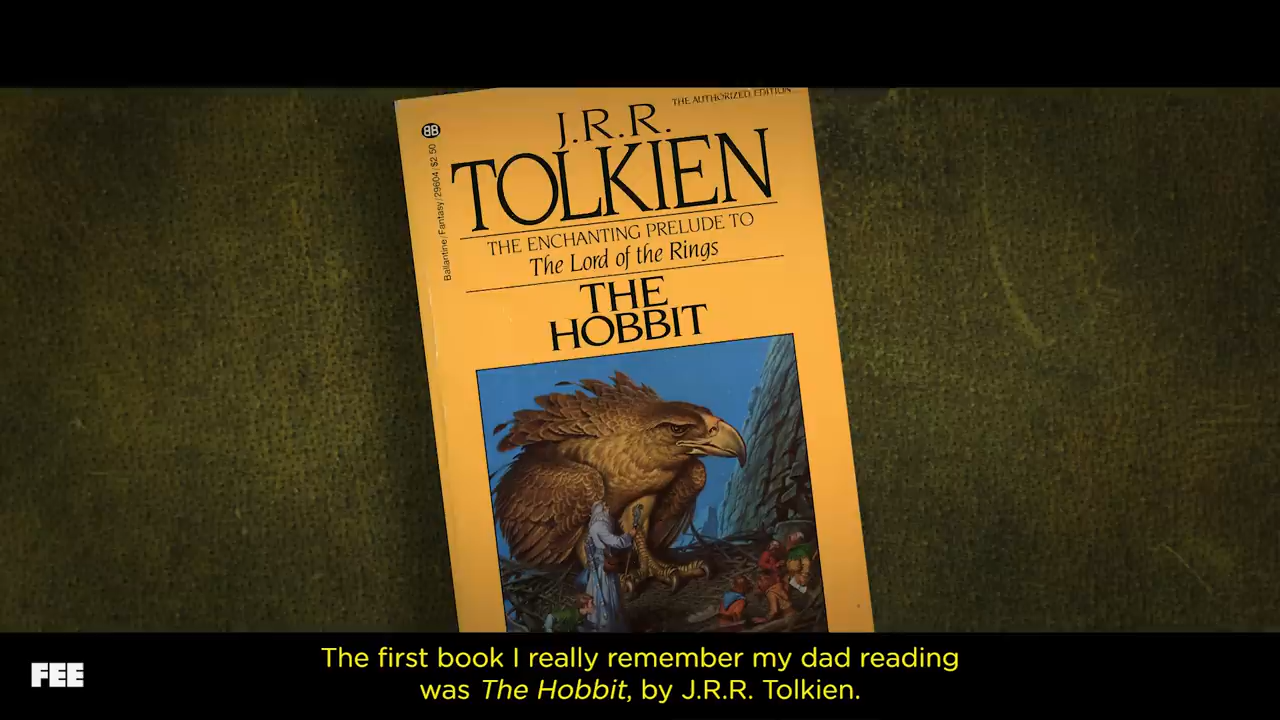 THE AUTHORIZED EDITION
J.R.R.
TOLKIEN
THE ENCHANTING PRELUDE TO
The Lord of the Rings
THE
HOBBIT
BB
Ballantine/Fantasy/29604/$2.50
The first book I really remember my dad reading
was The Hobbit, by J.R.R. Tolkien.
FEE